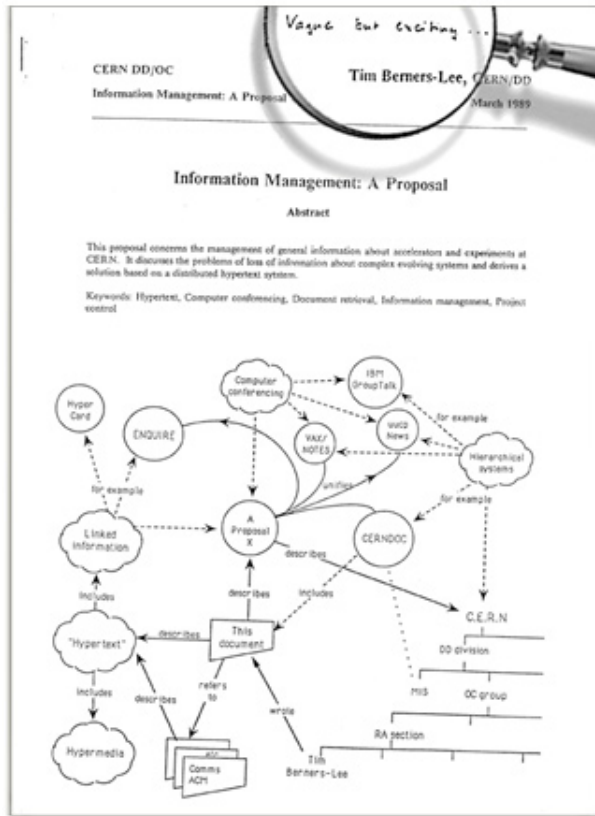 Vague but exciting ...
CERN DD/OC
Tim Berners-Lee, CERN/DD
Information Management: A Proposal
March 1989
Information Management: A Proposal
Abstract
This proposal concerns the management of general information about accelerators and experiments at
CERN. It discusses the problems of loss of information about complex evolving systems and derives a
solution based on a distributed hypertext system.
Keywords: Hypertext, Computer conferencing, Document retrieval, Information management, Project
control
IBM
GroupTalk
Computer
conferencing
Hyper
Card
for example
ENQUIRE
VAX/
NOTES
uucp
News
Hierarchical
systems
unifies
for example
for example
Linked
information
A
Proposal
X
CERNDOC
describes
includes
describes
includes
C.E.R.N
"Hypertext"
describes
This
document
DD division
includes
describes
refers
to
MIS
OC group
wrote
RA section
Hypermedia
Comms
ACM
Tim
Berners-Lee